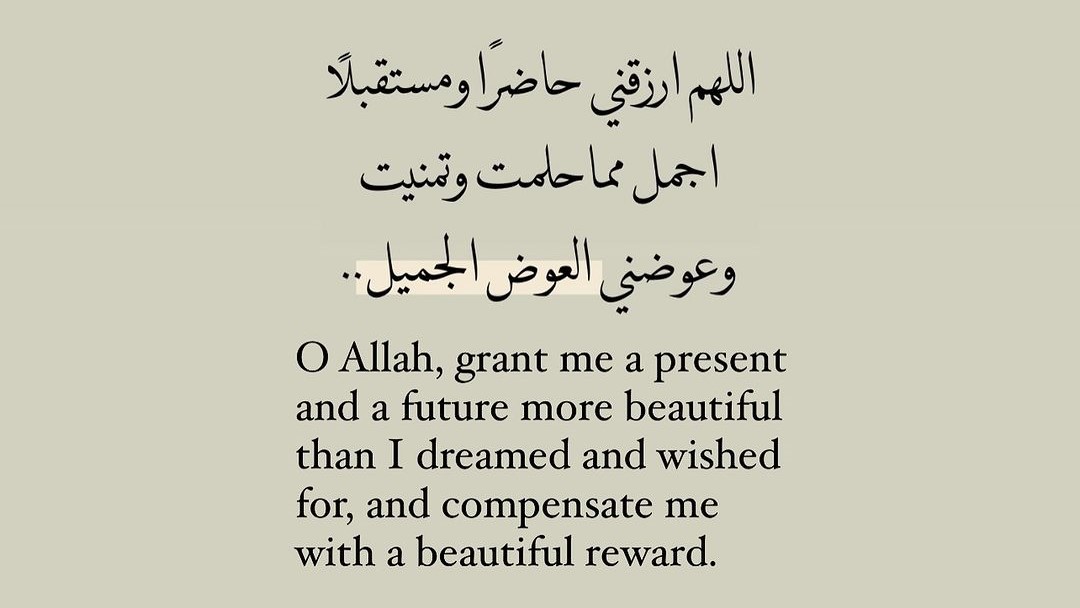 اللهم ارزقني حاضرًا ومستقبلًا
اجمل مما حلمت وتمنيت
وعوضني العوض الجميل..
O Allah, grant me a present
and a future more beautiful
than I dreamed and wished
for, and compensate me
with a beautiful reward.